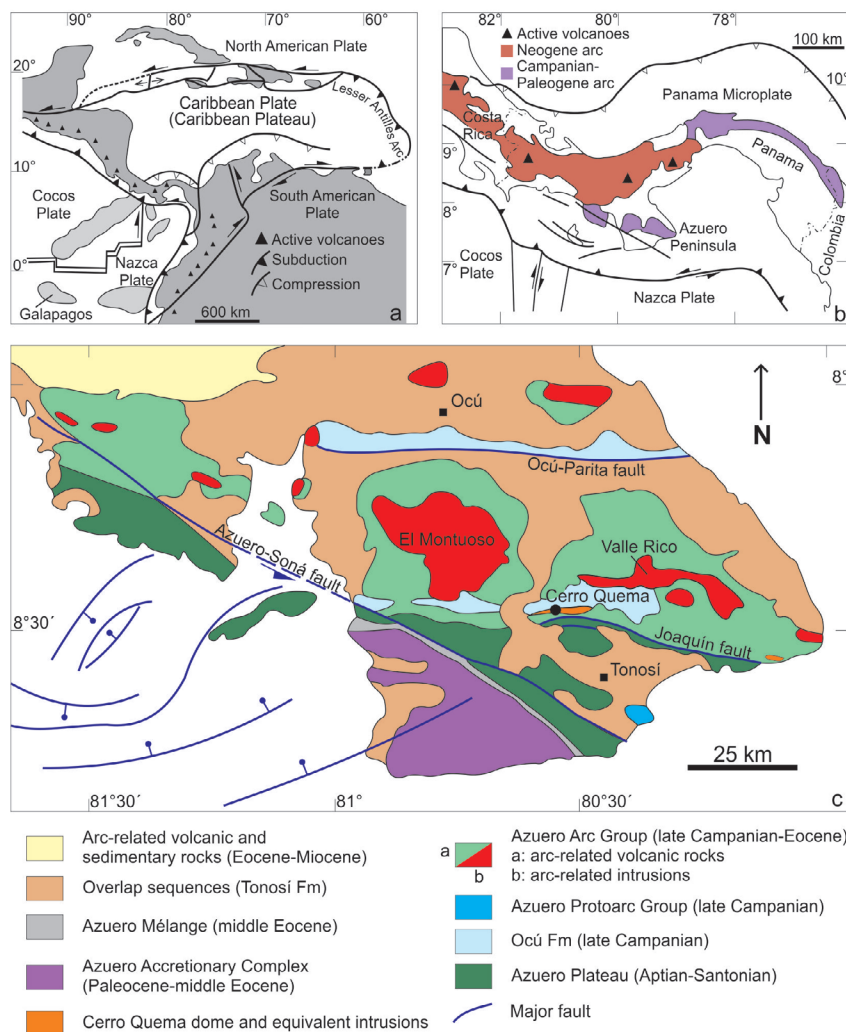 90°
80°
70°
60°
North American Plate
20°
Caribbean Plate
(Caribbean Plateau)
Lesser Antilles Arc
10°
Cocos
Plate
South American
Plate
Active volcanoes
Subduction
Compression
0°
Nazca
Plate
Galapagos
600 km
a
82°
80°
78°
Active volcanoes
Neogene arc
Campanian-
Paleogene arc
100 km
10°
Panama Microplate
Costa
Rica
9°
Panama
8°
Azuero
Peninsula
Colombia
Cocos
Plate
7°
Nazca Plate
b
8°
Ocú
N
Ocú-Parita fault
El Montuoso
Valle Rico
Azuero-Soná fault
Cerro Quema
8°30´
Joaquín fault
Tonosí
25 km
81°30´
81°
80°30´
c
Arc-related volcanic and
sedimentary rocks (Eocene-Miocene)
Overlap sequences (Tonosí Fm)
Azuero Mélange (middle Eocene)
Azuero Accretionary Complex
(Paleocene-middle Eocene)
Cerro Quema dome and equivalent intrusions
a
b
Azuero Arc Group (late Campanian-Eocene)
a: arc-related volcanic rocks
b: arc-related intrusions
Azuero Protoarc Group (late Campanian)
Ocú Fm (late Campanian)
Azuero Plateau (Aptian-Santonian)
Major fault